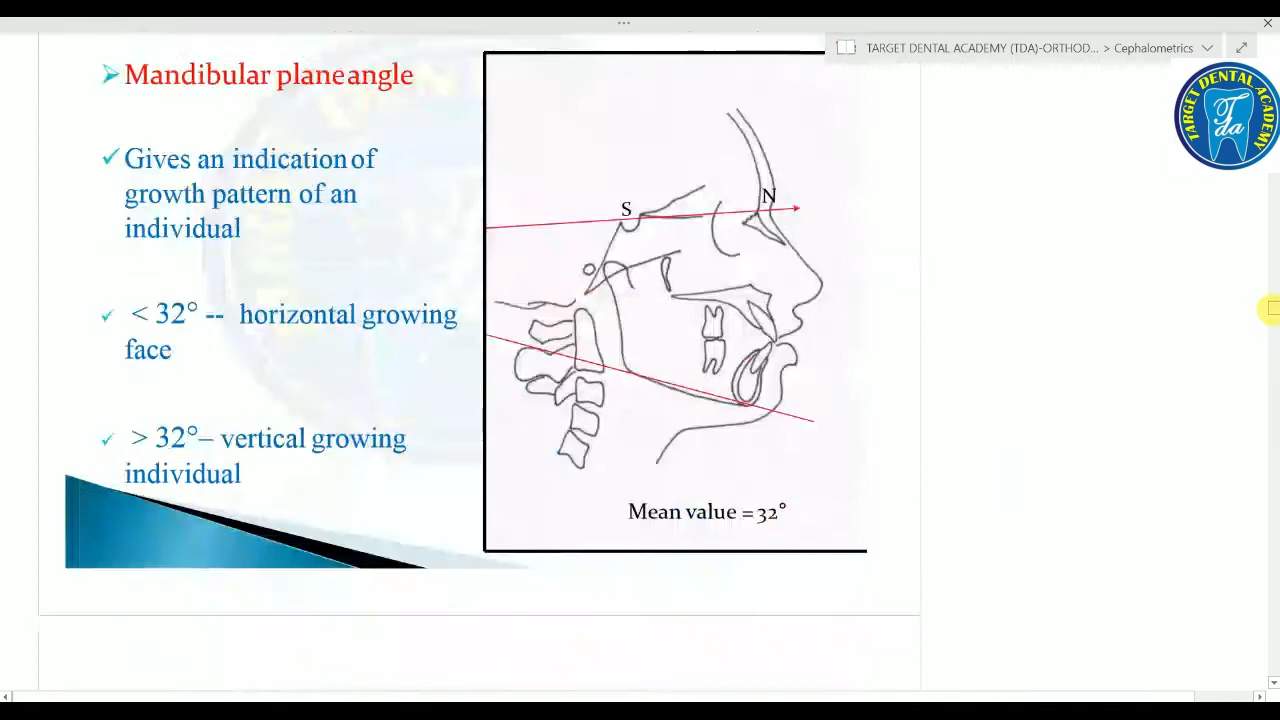 TARGET DENTAL ACADEMY (TDA)-ORTHOD... > Cephalometrics
TARGET DENTAL ACADEMY
Tda
Mandibular plane angle
Gives an indication of
growth pattern of an
individual
< 32° -- horizontal growing
face
> 32°– vertical growing
individual
S
N
Mean value = 32°